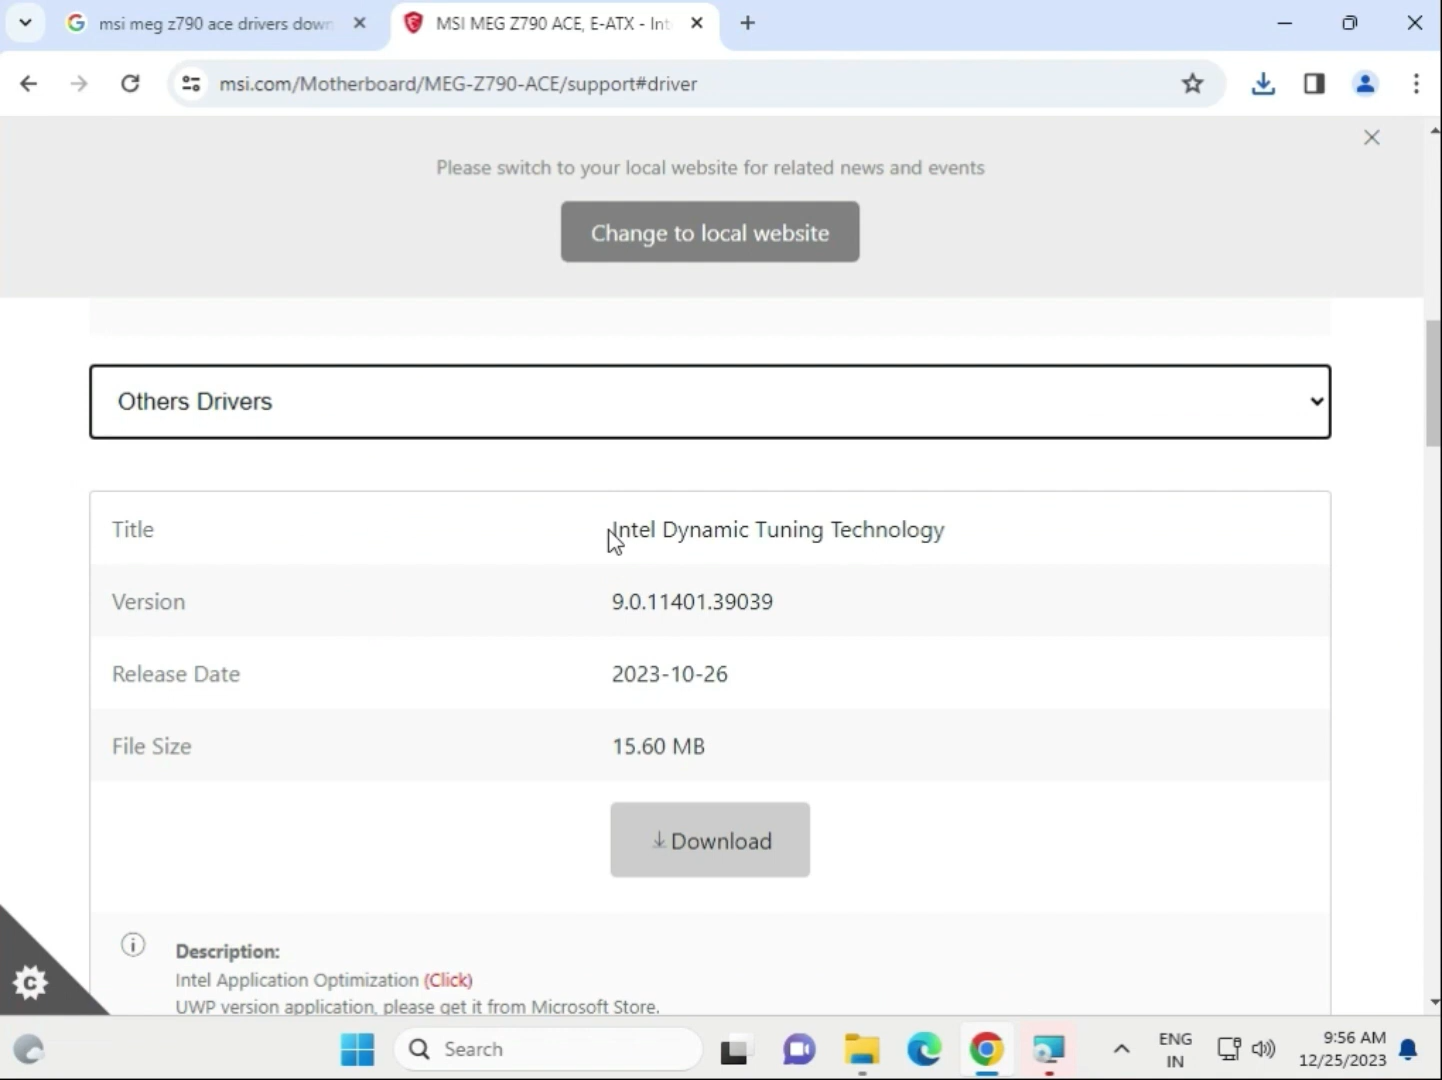 msi meg z790 ace drivers down
MSI MEG Z790 ACE, E-ATX - Int
msi.com/Motherboard/MEG-Z790-ACE/support#driver
Please switch to your local website for related news and events
Change to local website
Others Drivers
Title Intel Dynamic Tuning Technology
Version 9.0.11401.39039
Release Date 2023-10-26
File Size 15.60 MB
Download
Description:
Intel Application Optimization (Click)
UWP version application, please get it from Microsoft Store.
Search
ENG
IN
9:56 AM
12/25/2023